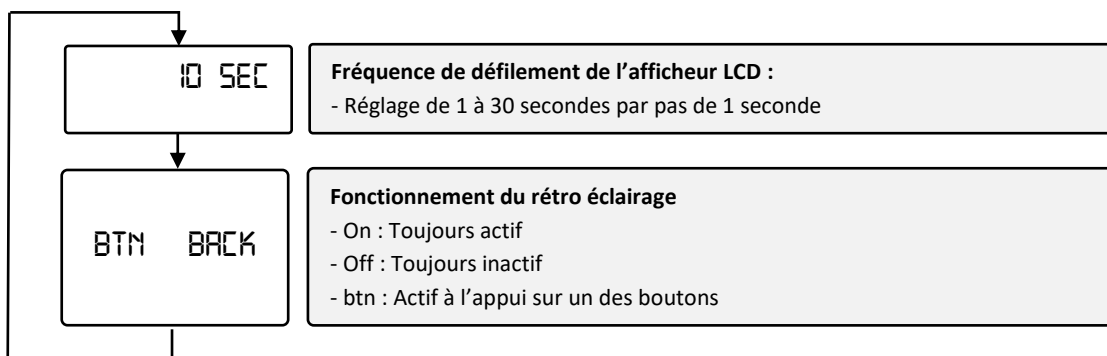 10 SEC
Fréquence de défilement de l’afficheur LCD :
- Réglage de 1 à 30 secondes par pas de 1 seconde
BTN BACK
Fonctionnement du rétro éclairage
- On : Toujours actif
- Off : Toujours inactif
- btn : Actif à l’appui sur un des boutons